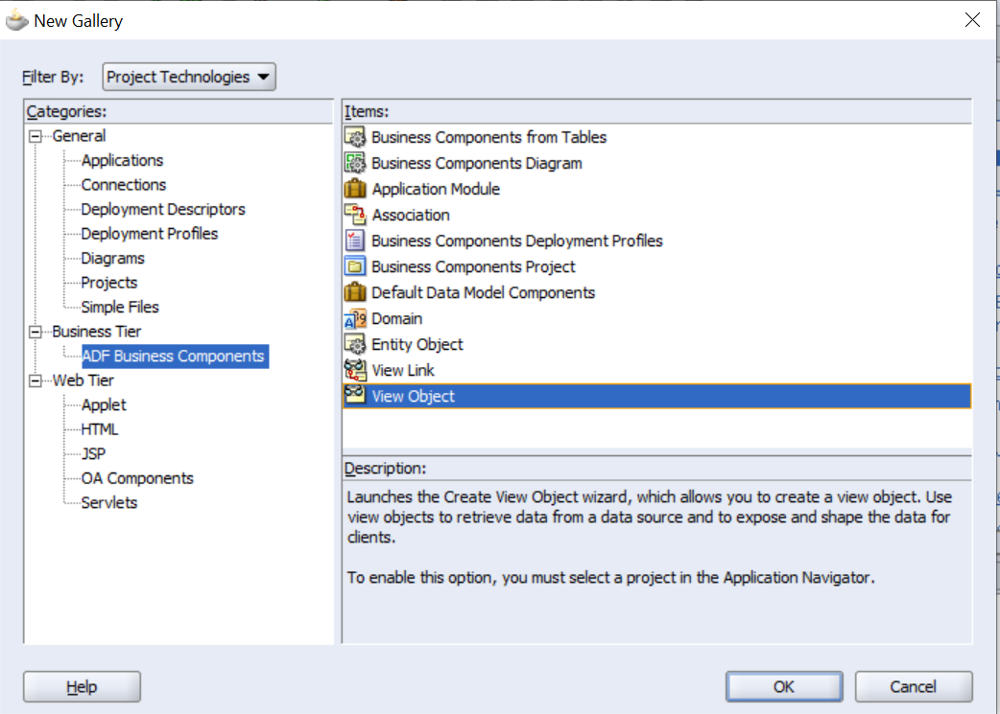 New Gallery
Filter By: Project Technologies
Categories:
General
Applications
Connections
Deployment Descriptors
Deployment Profiles
Diagrams
Projects
Simple Files
Business Tier
ADF Business Components
Web Tier
Applet
HTML
JSP
OA Components
Servlets
Items:
Business Components from Tables
Business Components Diagram
Application Module
Association
Business Components Deployment Profiles
Business Components Project
Default Data Model Components
Domain
Entity Object
View Link
View Object
Description:
Launches the Create View Object wizard, which allows you to create a view object. Use
view objects to retrieve data from a data source and to expose and shape the data for
clients.
To enable this option, you must select a project in the Application Navigator.
Help
OK
Cancel